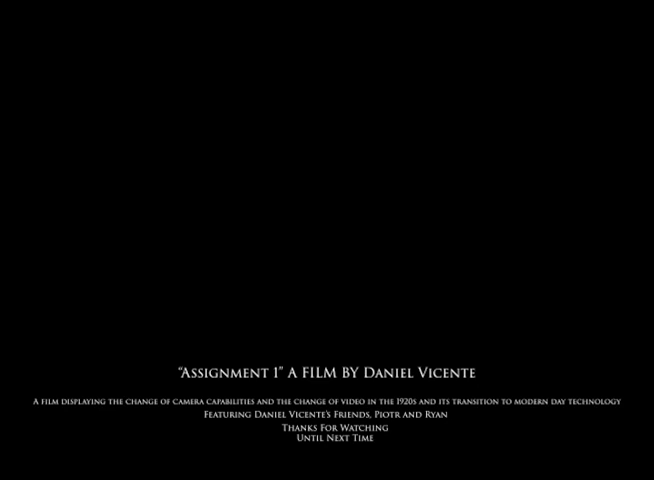 “Assignment 1” A FILM BY Daniel Vicente
A film displaying the change of camera capabilities and the change of video in the 1920s and its transition to modern day technology
Featuring Daniel Vicente's Friends, Piotr and Ryan
Thanks For Watching
Until Next Time